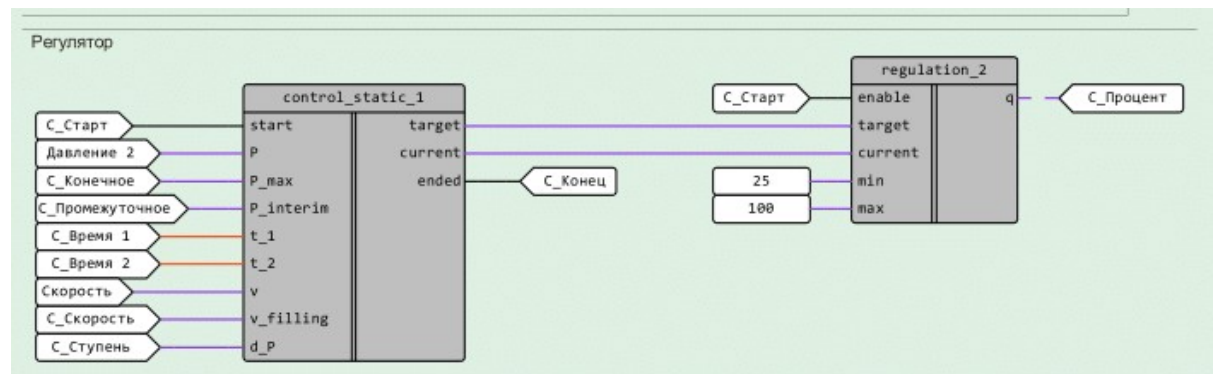 Регулятор
control_static_1
С_Старт
start
target
Давление 2
P
current
С_Конечное
P_max
ended
С_Конец
С_Промежуточное
P_interim
С_Время 1
t_1
С_Время 2
t_2
Скорость
v
С_Скорость
v_filling
С_Ступень
d_P
regulation_2
С_Старт
enable
q
С_Процент
target
current
25
min
100
max